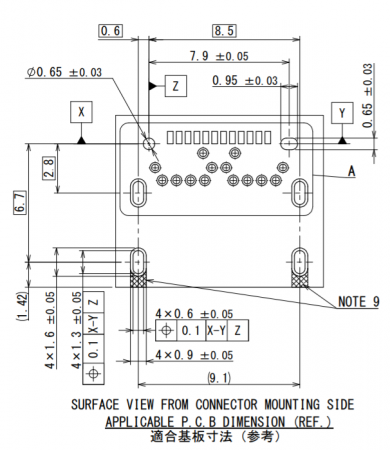 0.6
8.5
7.9 ±0.05
Ø0.65 ±0.03
Z
0.95 ±0.03
0.65 ±0.03
X
Y
A
2.8
6.7
(1.42)
4×1.6 ±0.05
4×1.3 ±0.05
⌖ 0.1 X-Y Z
NOTE 9
4×0.6 ±0.05
⌖ 0.1 X-Y Z
4×0.9 ±0.05
(9.1)
SURFACE VIEW FROM CONNECTOR MOUNTING SIDE
APPLICABLE P.C.B DIMENSION (REF.)
適合基板寸法 (参考)